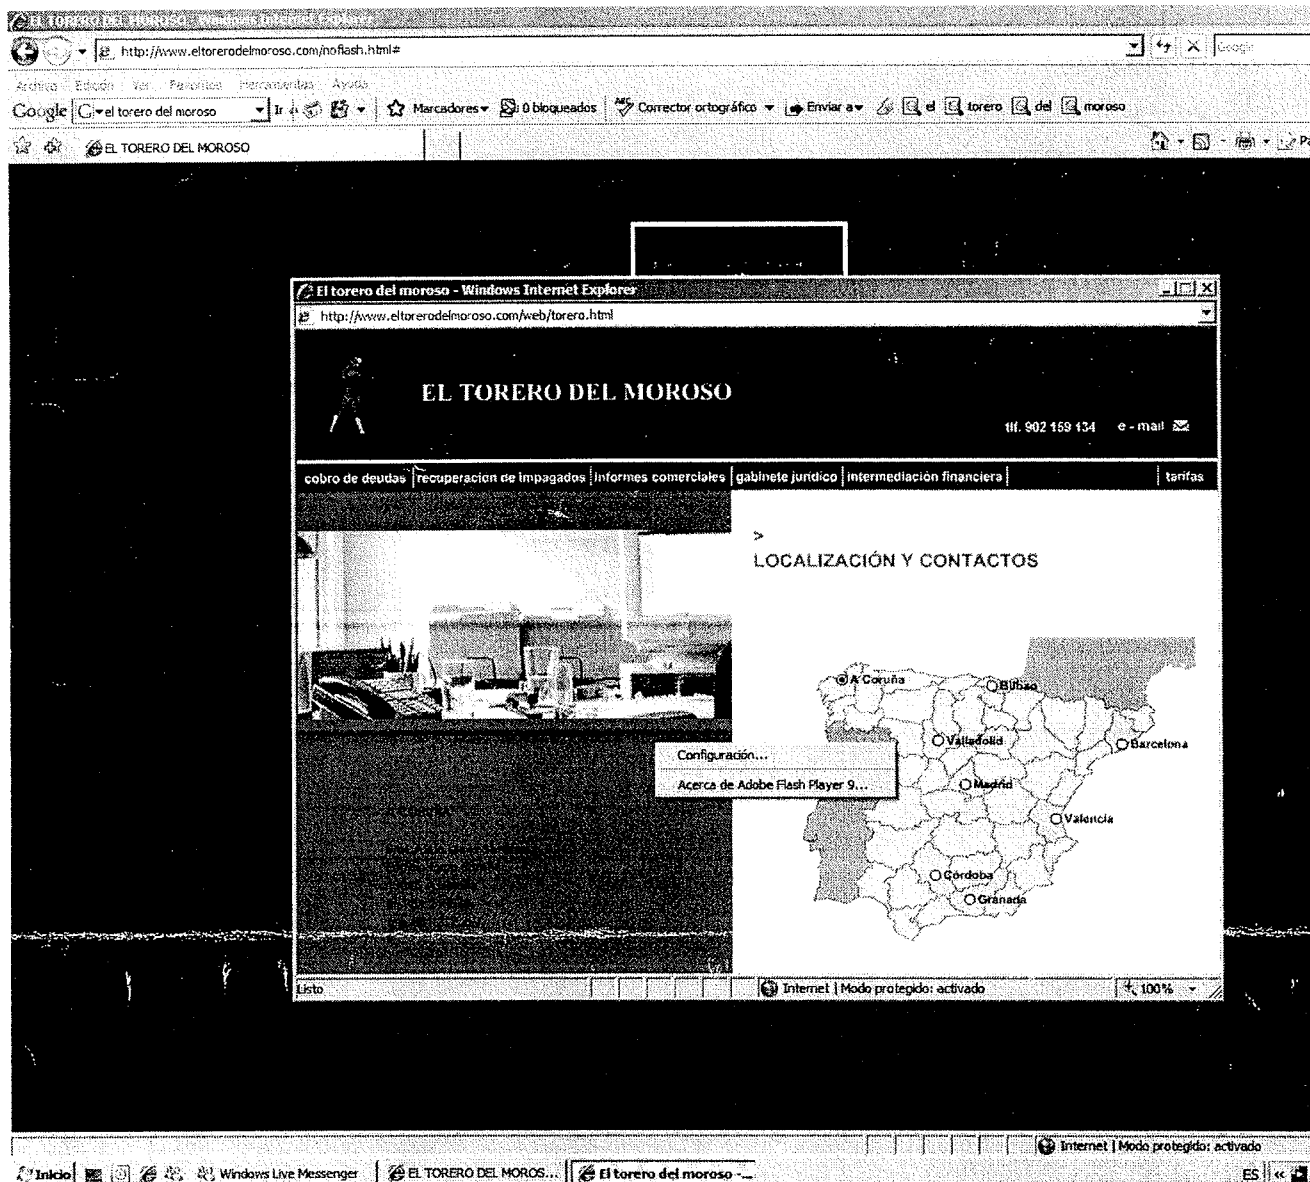 EL TORERO DEL MOROSO - Windows Internet Explorer
http://www.eltorerodelmoroso.com/noflash.html#
Google
Archivo Edición Ver Favoritos Herramientas Ayuda
Google el torero del moroso Ir Marcadores 0 bloqueados Corrector ortográfico Enviar a el torero del moroso
EL TORERO DEL MOROSO
El torero del moroso - Windows Internet Explorer
http://www.eltorerodelmoroso.com/web/torero.html
EL TORERO DEL MOROSO
tlf. 902 159 134 e - mail
cobro de deudas recuperación de impagados informes comerciales gabinete jurídico intermediación financiera tarifas
>
LOCALIZACIÓN Y CONTACTOS
A Coruña
Bilbao
Valladolid
Barcelona
Configuración...
Acerca de Adobe Flash Player 9...
Madrid
Valencia
Córdoba
Granada
Listo Internet | Modo protegido: activado 100%
Internet | Modo protegido: activado
Inicio Windows Live Messenger EL TORERO DEL MOROS... El torero del moroso -... ES «